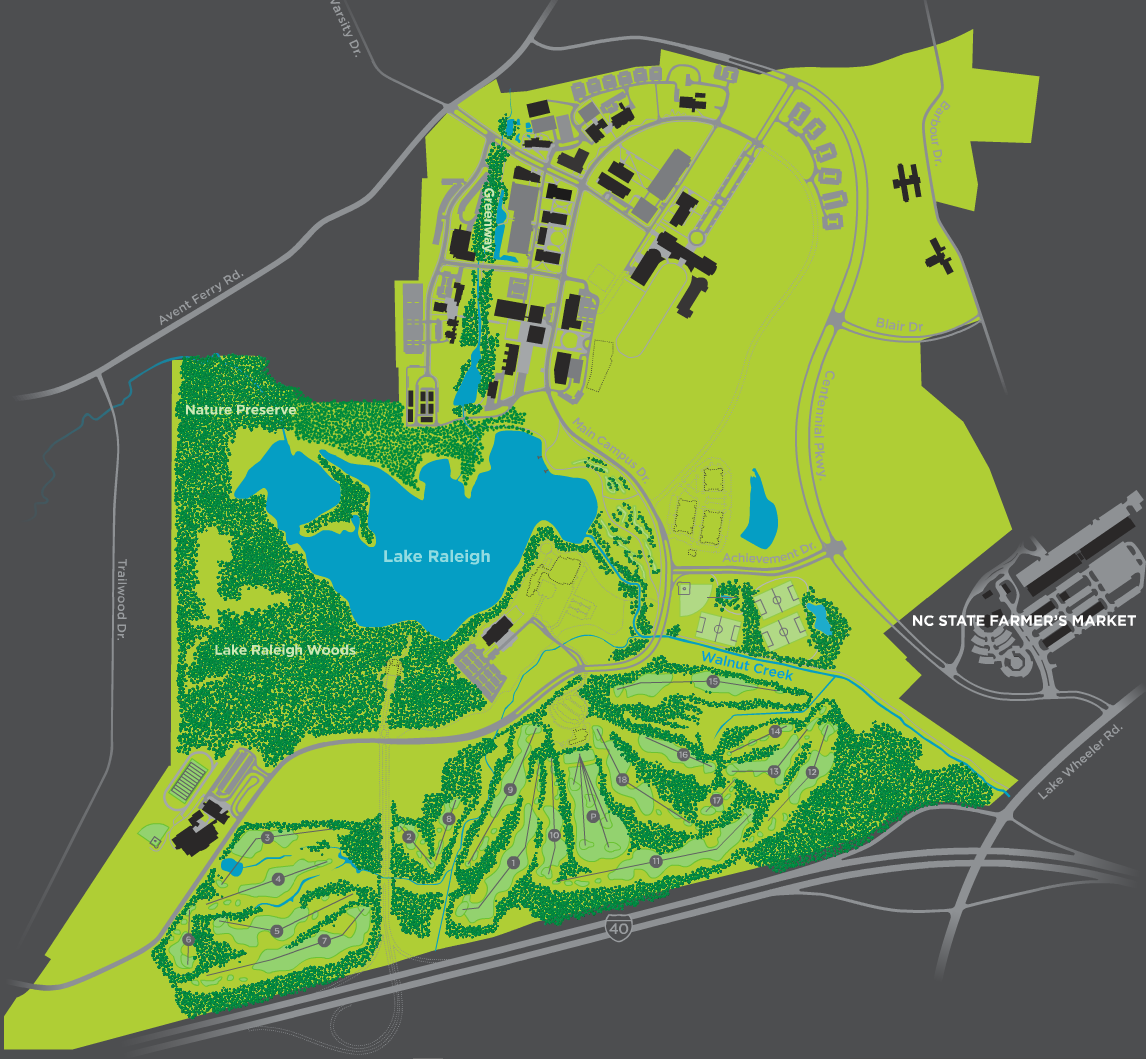 Varsity Dr.
Barbour Dr.
Greenway
Avent Ferry Rd.
Blair Dr
Centennial Pkwy
Nature Preserve
Main Campus Dr.
Lake Raleigh
Achievement Dr.
Trailwood Dr.
NC STATE FARMER'S MARKET
Lake Raleigh Woods
Walnut Creek
15
14
16
13
12
Lake Wheeler Rd.
18
9
17
8
P
2
3
10
11
1
4
5
6
7
40